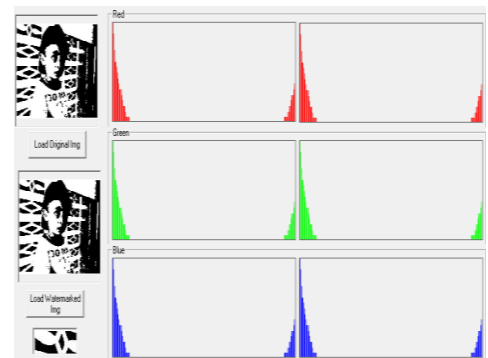 Red
Load Original Img
Green
Load Watermarked
Img
Blue